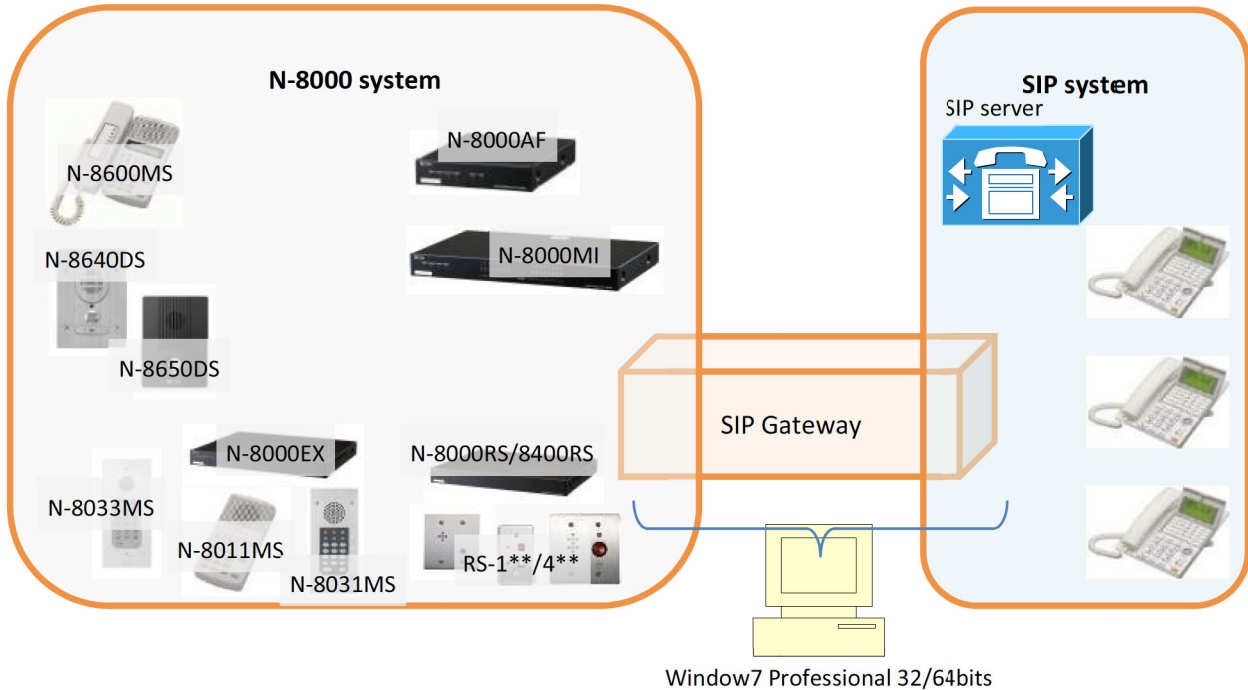 N-8000 system
SIP system
SIP server
N-8000AF
N-8600MS
N-8000MI
N-8640DS
N-8650DS
SIP Gateway
N-8000EX
N-8000RS/8400RS
N-8033MS
N-8011MS
RS-1**/4**
N-8031MS
Window7 Professional 32/64bits